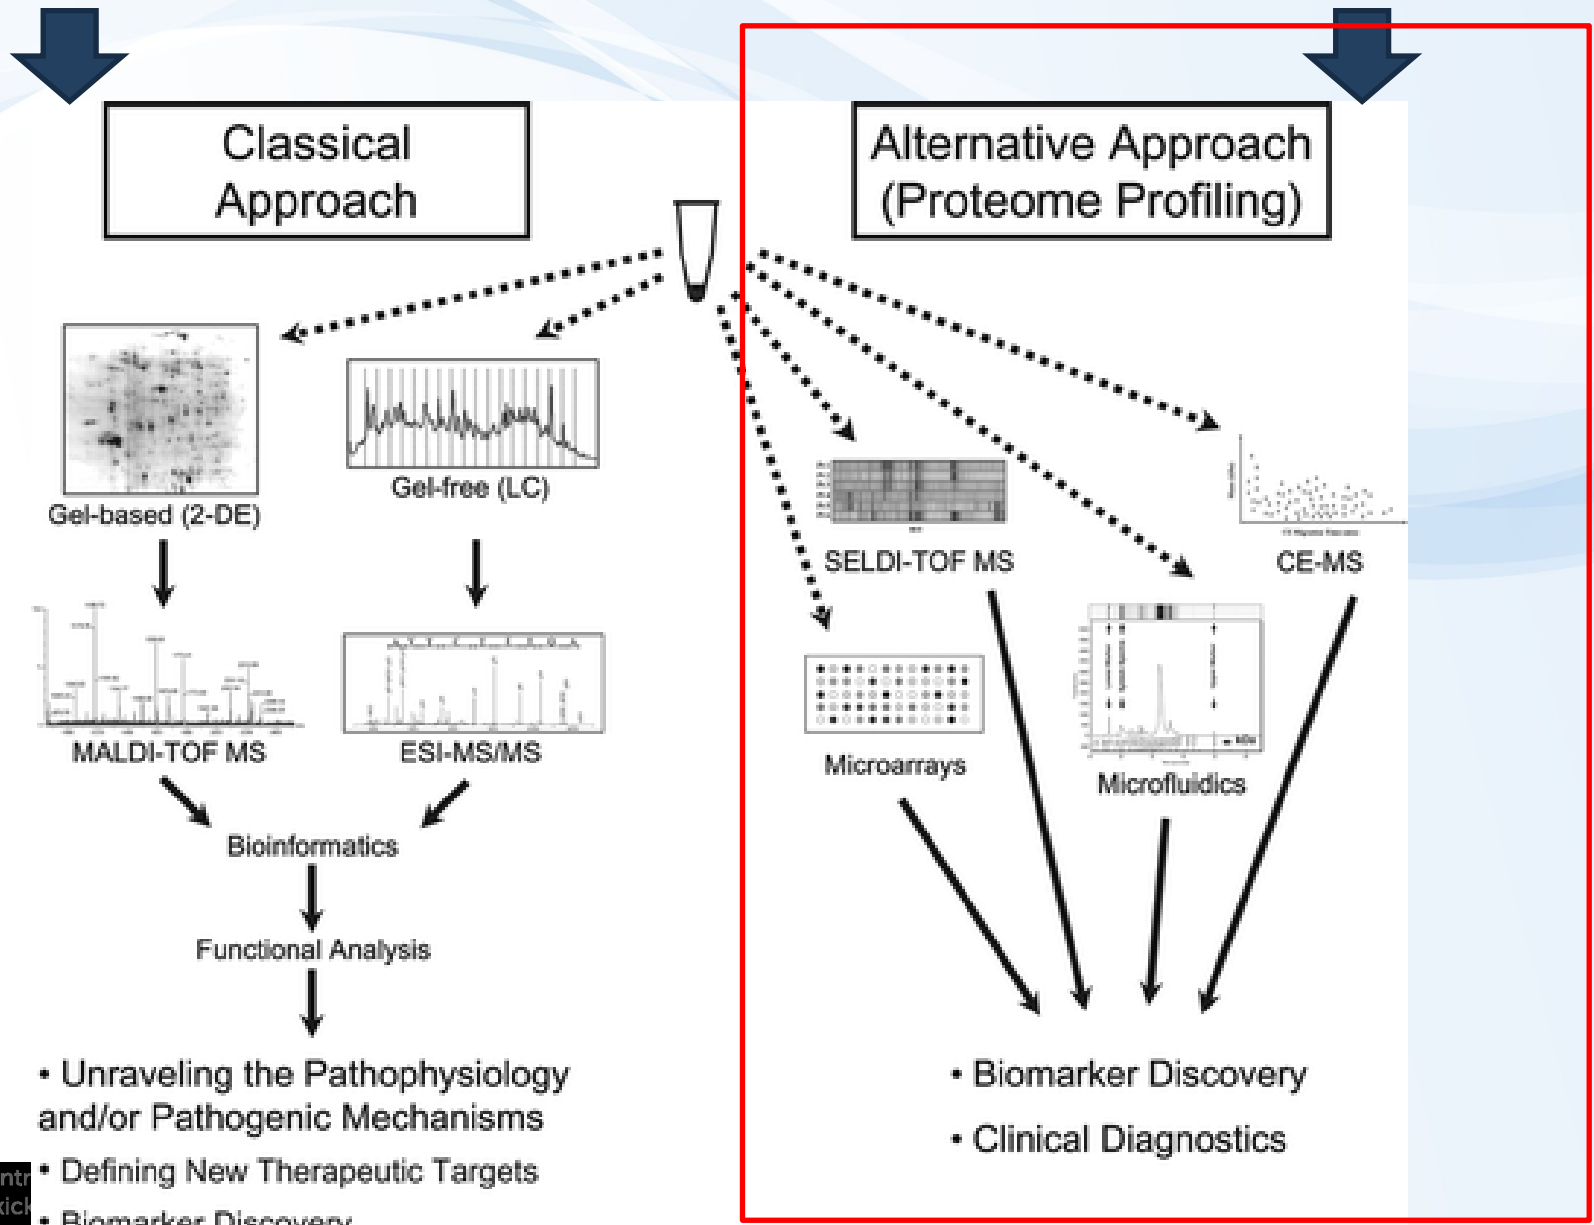 Classical
Approach
Alternative Approach
(Proteome Profiling)
Gel-based (2-DE)
Gel-free (LC)
SELDI-TOF MS
CE-MS
MALDI-TOF MS
ESI-MS/MS
Microarrays
Microfluidics
Bioinformatics
Functional Analysis
• Unraveling the Pathophysiology
and/or Pathogenic Mechanisms
• Defining New Therapeutic Targets
• Biomarker Discovery
• Biomarker Discovery
• Clinical Diagnostics